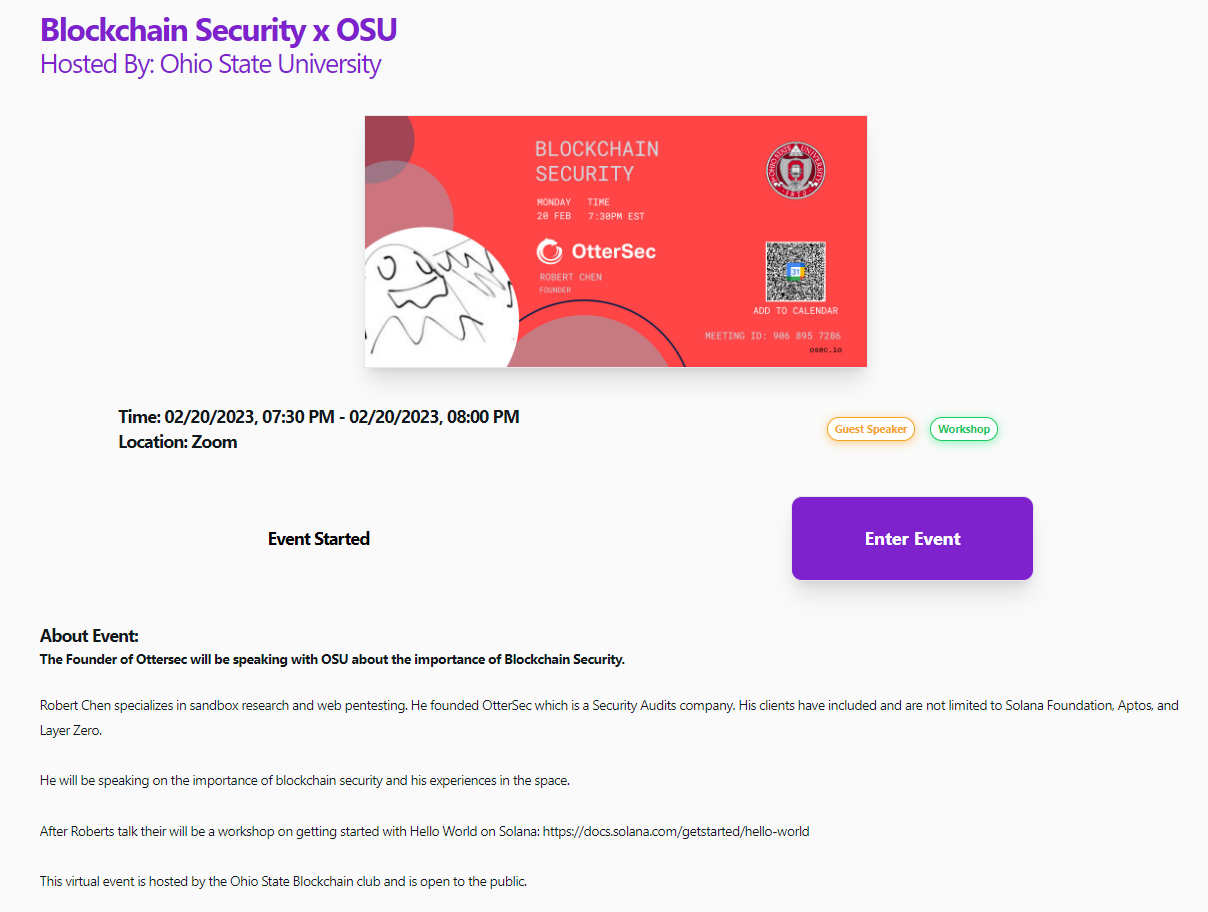 Blockchain Security x OSU
Hosted By: Ohio State University
BLOCKCHAIN
SECURITY
MONDAY TIME
20 FEB 7:30PM EST
OtterSec
ROBERT CHEN
FOUNDER
OHIO STATE UNIVERSITY
1870
31
ADD TO CALENDAR
MEETING ID: 906 895 7286
osec.io
Time: 02/20/2023, 07:30 PM - 02/20/2023, 08:00 PM
Location: Zoom
Guest Speaker
Workshop
Event Started
Enter Event
About Event:
The Founder of Ottersec will be speaking with OSU about the importance of Blockchain Security.
Robert Chen specializes in sandbox research and web pentesting. He founded OtterSec which is a Security Audits company. His clients have included and are not limited to Solana Foundation, Aptos, and
Layer Zero.
He will be speaking on the importance of blockchain security and his experiences in the space.
After Roberts talk their will be a workshop on getting started with Hello World on Solana: https://docs.solana.com/getstarted/hello-world
This virtual event is hosted by the Ohio State Blockchain club and is open to the public.